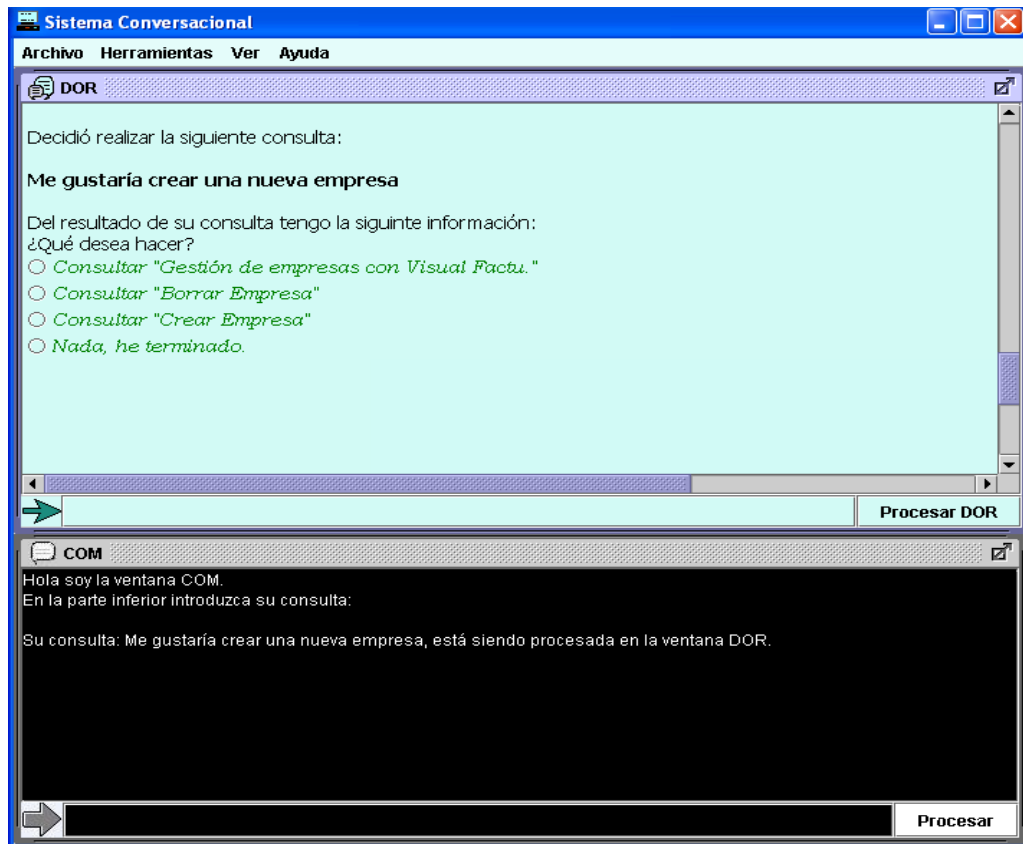 Sistema Conversacional
Archivo Herramientas Ver Ayuda
DOR
Decidió realizar la siguiente consulta:
Me gustaría crear una nueva empresa
Del resultado de su consulta tengo la siguinte información:
¿Qué desea hacer?
Consultar "Gestión de empresas con Visual Factu."
Consultar "Borrar Empresa"
Consultar "Crear Empresa"
Nada, he terminado.
Procesar DOR
COM
Hola soy la ventana COM.
En la parte inferior introduzca su consulta:
Su consulta: Me gustaría crear una nueva empresa, está siendo procesada en la ventana DOR.
Procesar